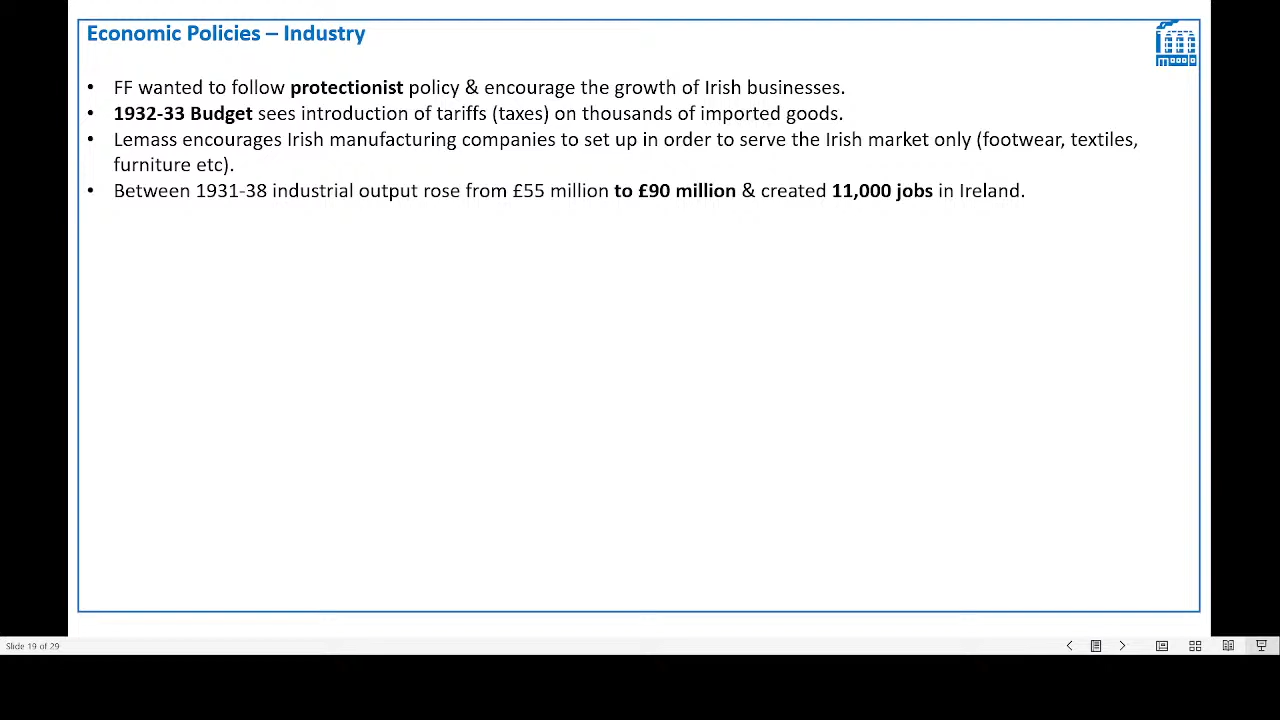 Economic Policies – Industry
• FF wanted to follow protectionist policy & encourage the growth of Irish businesses.
• 1932-33 Budget sees introduction of tariffs (taxes) on thousands of imported goods.
• Lemass encourages Irish manufacturing companies to set up in order to serve the Irish market only (footwear, textiles,
furniture etc).
• Between 1931-38 industrial output rose from £55 million to £90 million & created 11,000 jobs in Ireland.
Slide 19 of 29